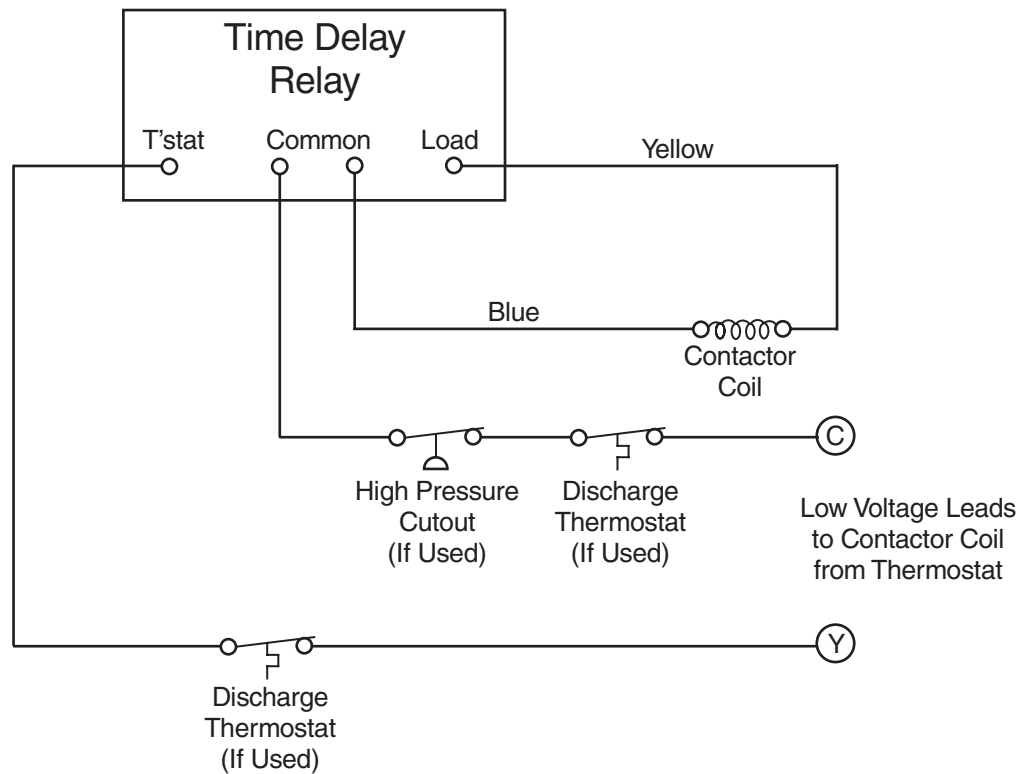 Time Delay
Relay
T'stat
Common
Load
Yellow
Blue
Contactor
Coil
C
High Pressure
Cutout
(If Used)
Discharge
Thermostat
(If Used)
Low Voltage Leads
to Contactor Coil
from Thermostat
Y
Discharge
Thermostat
(If Used)